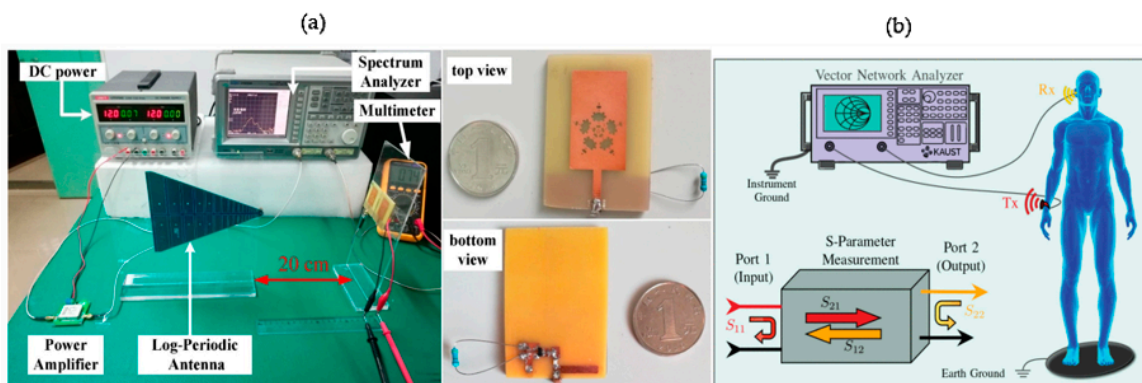 (a)
(b)
DC power
Spectrum
Analyzer
Multimeter
20 cm
Power
Amplifier
Log-Periodic
Antenna
top view
bottom
view
1
1
Vector Network Analyzer
KAUST
Instrument
Ground
Rx
Tx
S-Parameter
Measurement
Port 1
(Input)
Port 2
(Output)
S11
S21
S12
S22
Earth Ground